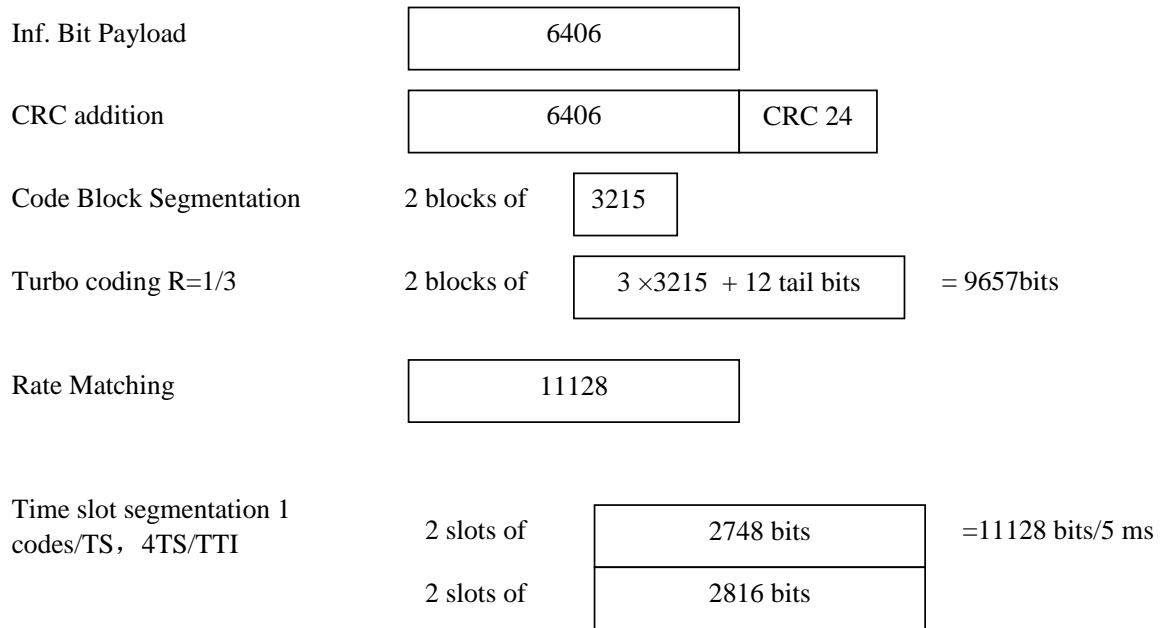 Inf. Bit Payload
6406
CRC addition
6406
CRC 24
Code Block Segmentation
2 blocks of
3215
Turbo coding R=1/3
2 blocks of
3 ×3215 + 12 tail bits
= 9657bits
Rate Matching
11128
Time slot segmentation 1
codes/TS，4TS/TTI
2 slots of
2748 bits
=11128 bits/5 ms
2 slots of
2816 bits